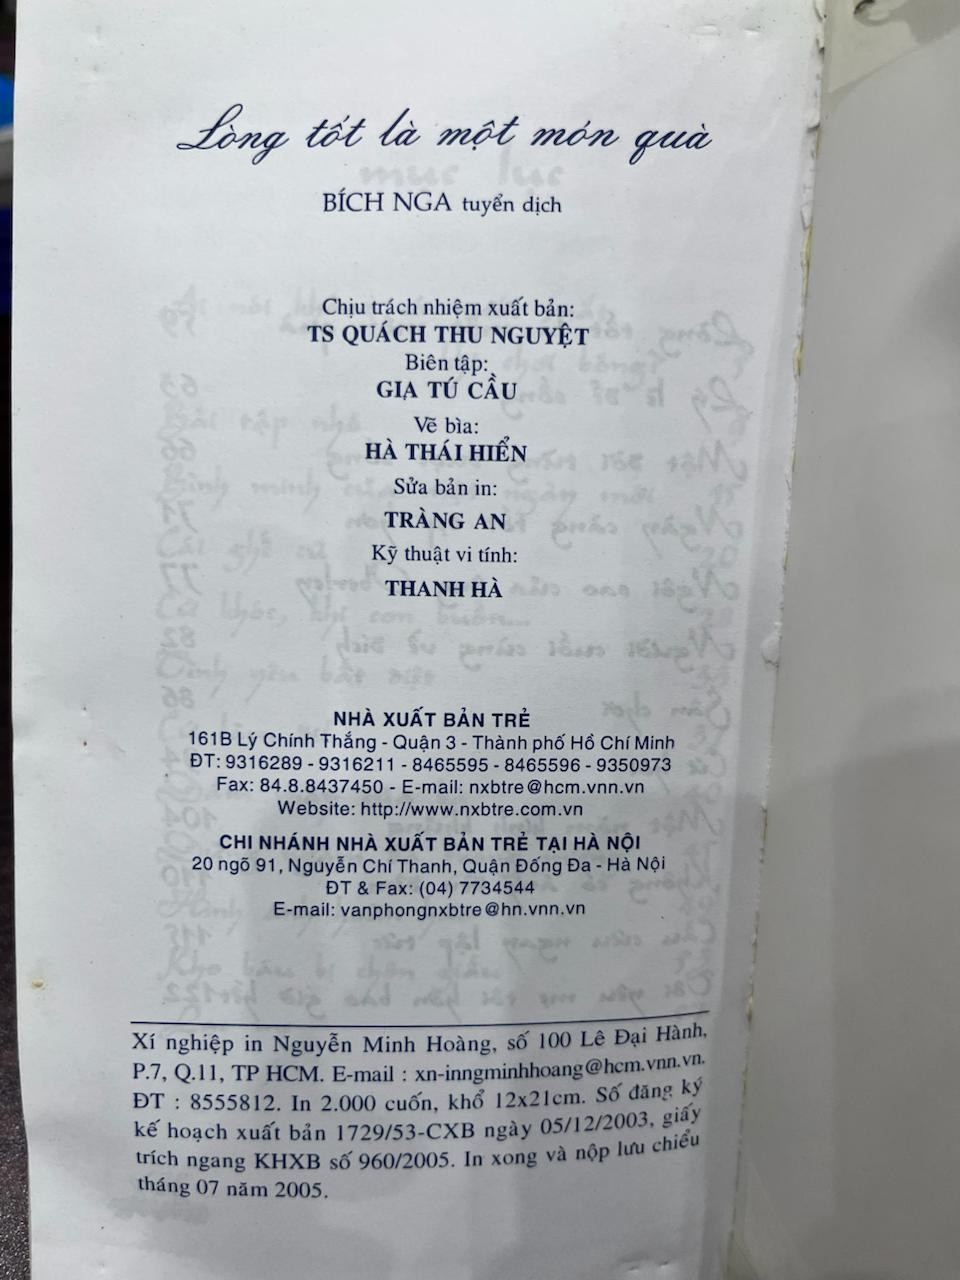 Lòng tốt là một món quà
BÍCH NGA tuyển dịch
Chịu trách nhiệm xuất bản:
TS QUÁCH THU NGUYỆT
Biên tập:
GIẠ TÚ CẦU
Vẽ bìa:
HÀ THÁI HIỂN
Sửa bản in:
TRÀNG AN
Kỹ thuật vi tính:
THANH HÀ
NHÀ XUẤT BẢN TRẺ
161B Lý Chính Thắng - Quận 3 - Thành phố Hồ Chí Minh
ĐT: 9316289 - 9316211 - 8465595 - 8465596 - 9350973
Fax: 84.8.8437450 - E-mail: nxbtre@hcm.vnn.vn
Website: http://www.nxbtre.com.vn
CHI NHÁNH NHÀ XUẤT BẢN TRẺ TẠI HÀ NỘI
20 ngõ 91, Nguyễn Chí Thanh, Quận Đống Đa - Hà Nội
ĐT & Fax: (04) 7734544
E-mail: vanphongnxbtre@hn.vnn.vn
Xí nghiệp in Nguyễn Minh Hoàng, số 100 Lê Đại Hành,
P.7, Q.11, TP HCM. E-mail : xn-inngminhhoang@hcm.vnn.vn.
ĐT : 8555812. In 2.000 cuốn, khổ 12x21cm. Số đăng ký
kế hoạch xuất bản 1729/53-CXB ngày 05/12/2003, giấy
trích ngang KHXB số 960/2005. In xong và nộp lưu chiểu
tháng 07 năm 2005.